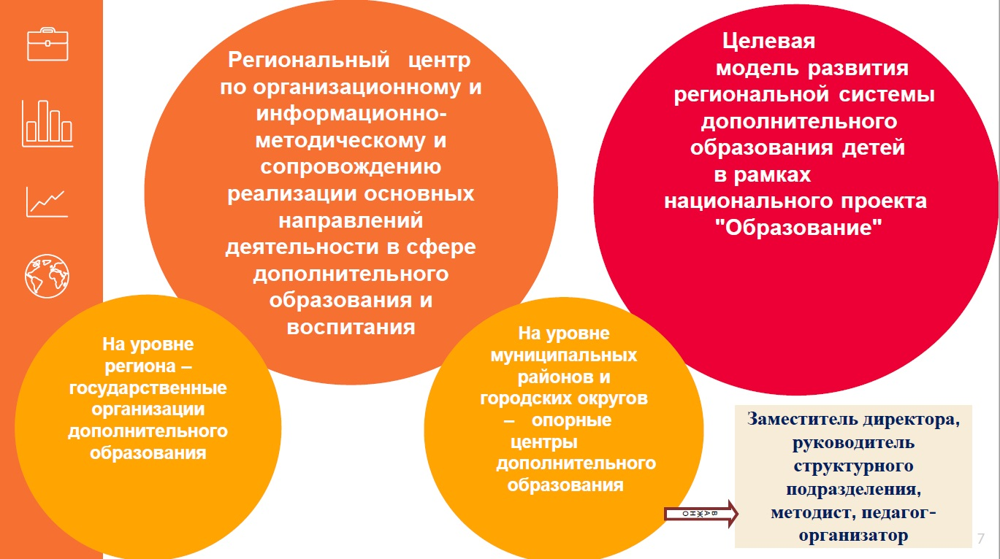 Региональный центр
по организационному и
информационно-
методическому и
сопровождению
реализации основных
направлений
деятельности в сфере
дополнительного
образования и
воспитания
Целевая
модель развития
региональной системы
дополнительного
образования детей
в рамках
национального проекта
"Образование"
На уровне
региона –
государственные
организации
дополнительного
образования
На уровне
муниципальных
районов и
городских округов
– опорные
центры
дополнительного
образования
ВАЖНО
Заместитель директора,
руководитель
структурного
подразделения,
методист, педагог-
организатор
7